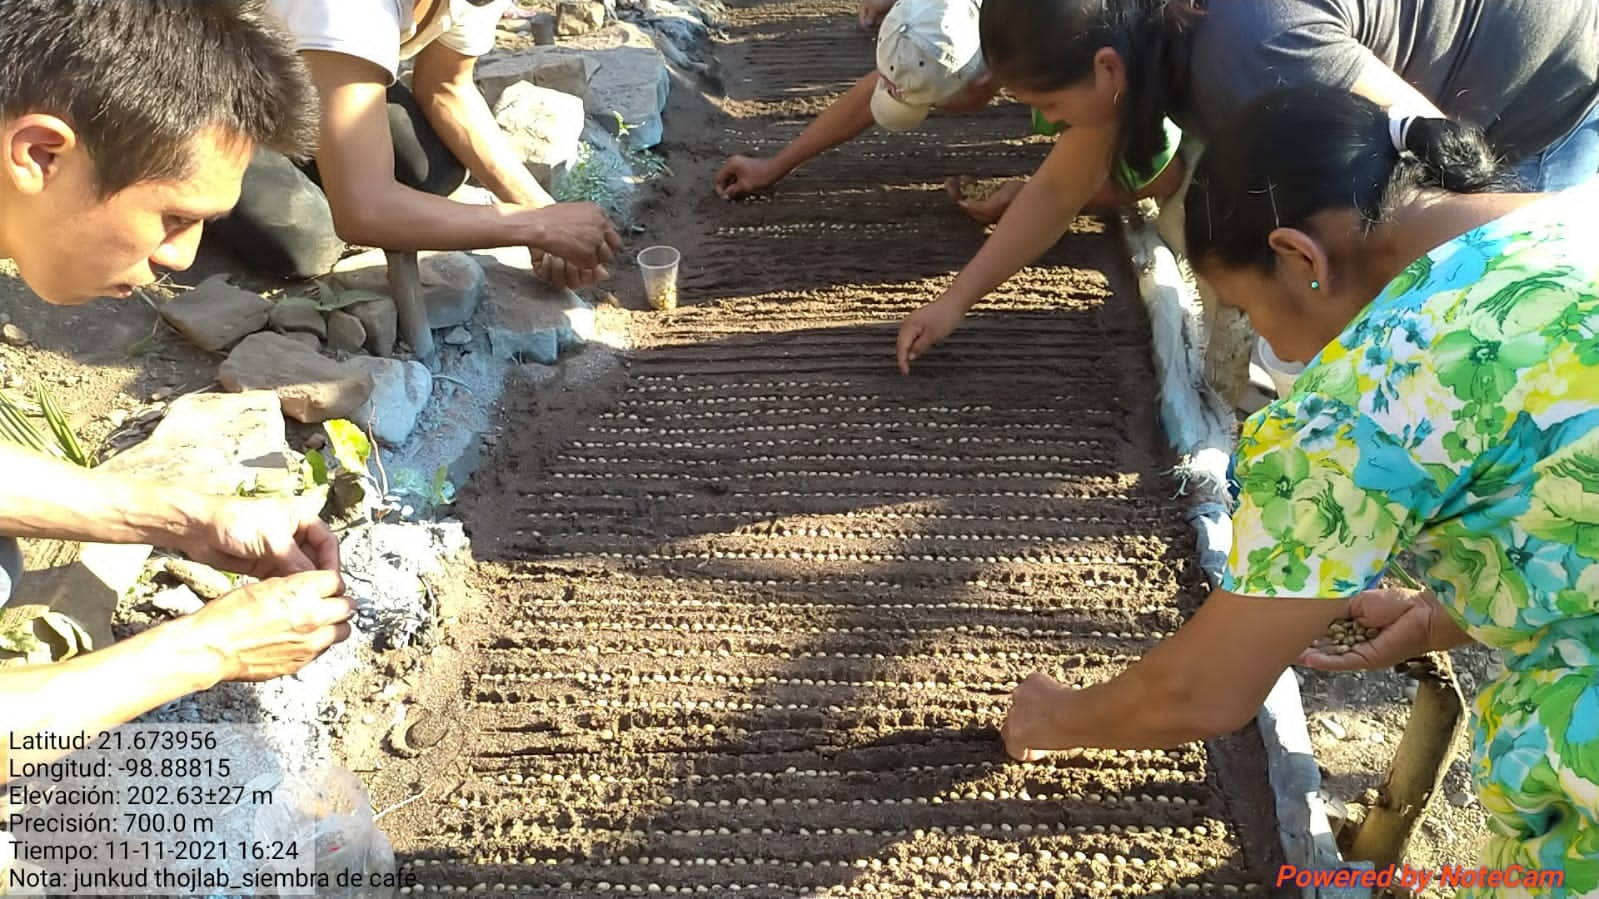 Latitud: 21.673956
Longitud: -98.88815
Elevación: 202.63±27 m
Precisión: 700.0 m
Tiempo: 11-11-2021 16:24
Nota: junkud thojlab_siembra de café
Powered by NoteCam